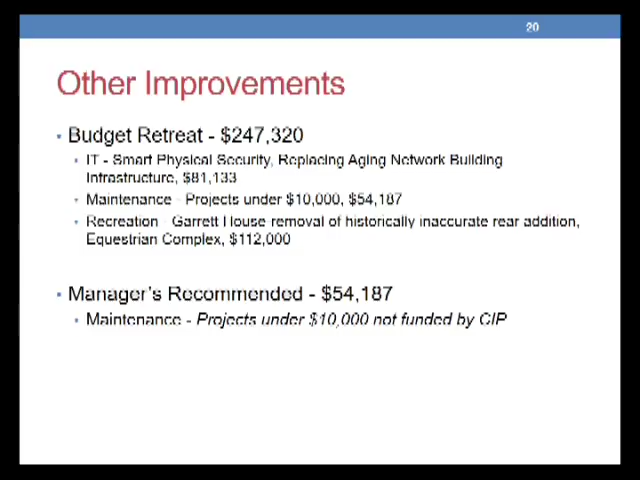 20
Other Improvements
• Budget Retreat - $247,320
• IT - Smart Physical Security, Replacing Aging Network Building
Infrastructure, $81,133
• Maintenance - Projects under $10,000, $54,187
• Recreation - Garrett House removal of historically inaccurate rear addition,
Equestrian Complex, $112,000
• Manager's Recommended - $54,187
• Maintenance - Projects under $10,000 not funded by CIP